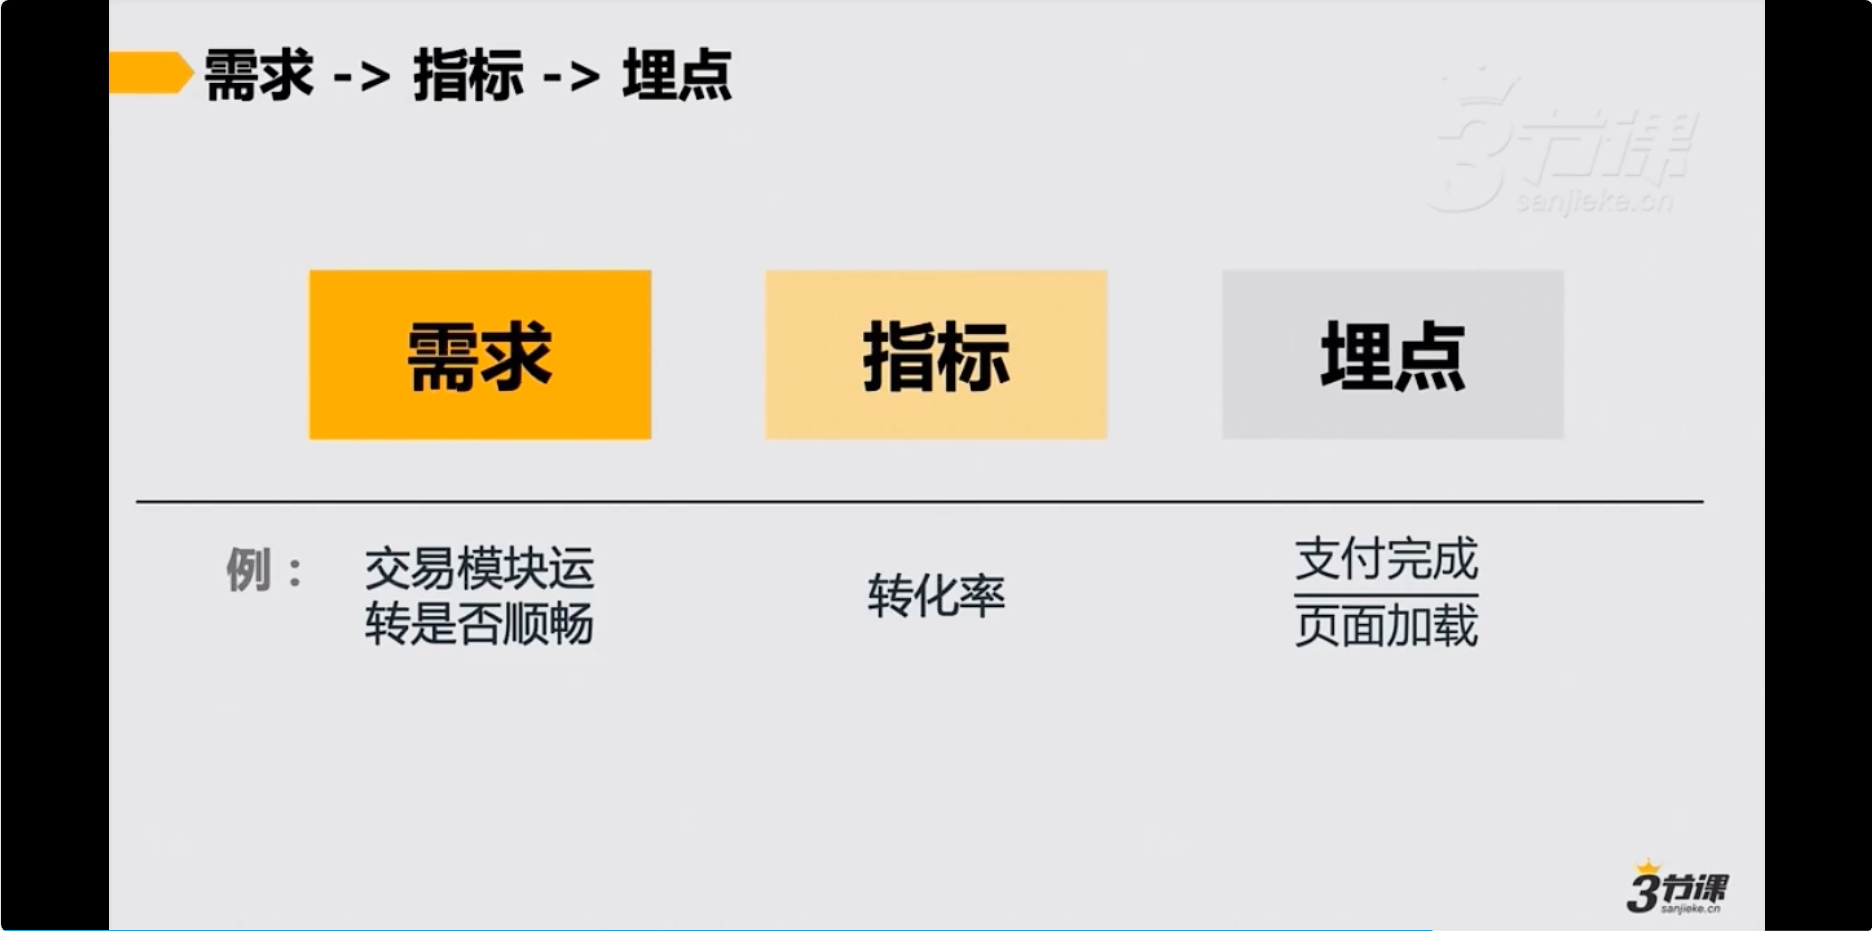 需求 -> 指标 -> 埋点
3节课
sanjieke.cn
需求
指标
埋点
例：
交易模块运
转是否顺畅
转化率
支付完成
页面加载
3节课
sanjieke.cn